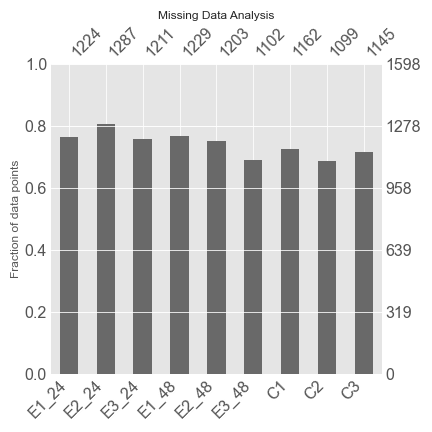 Missing Data Analysis
1224 1287 1211 1229 1203 1102 1162 1099 1145
1.0 1598
0.8 1278
0.6 958
0.4 639
0.2 319
0.0 0
Fraction of data points
E1_24 E2_24 E3_24 E1_48 E2_48 E3_48 C1 C2 C3